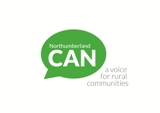 Northumberland
CAN
a voice
for rural
communities